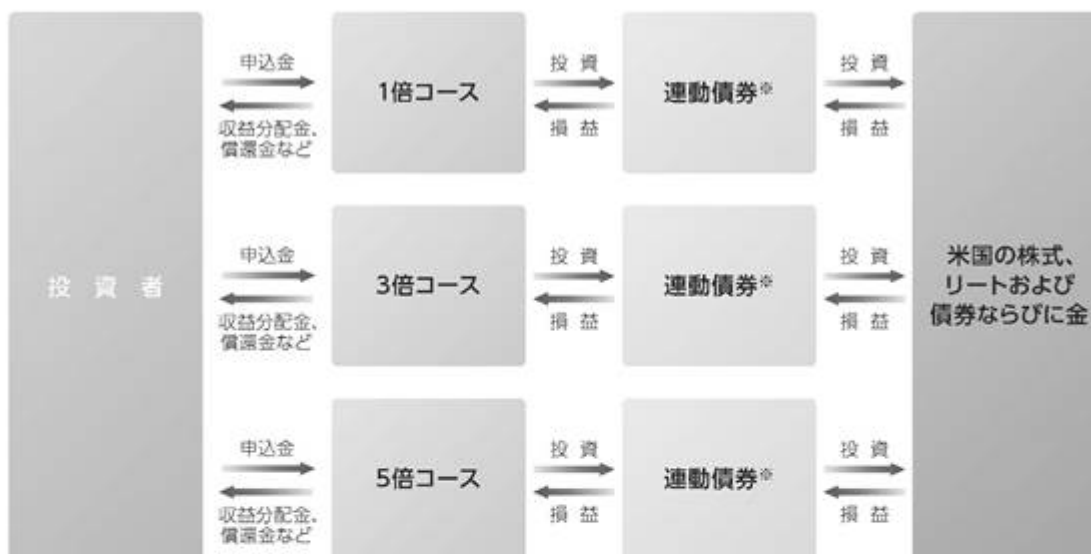 投資者
申込金
収益分配金、
償還金など
1倍コース
投資
損益
連動債券※
投資
損益
申込金
収益分配金、
償還金など
3倍コース
投資
損益
連動債券※
投資
損益
申込金
収益分配金、
償還金など
5倍コース
投資
損益
連動債券※
投資
損益
米国の株式、
リートおよび
債券ならびに金